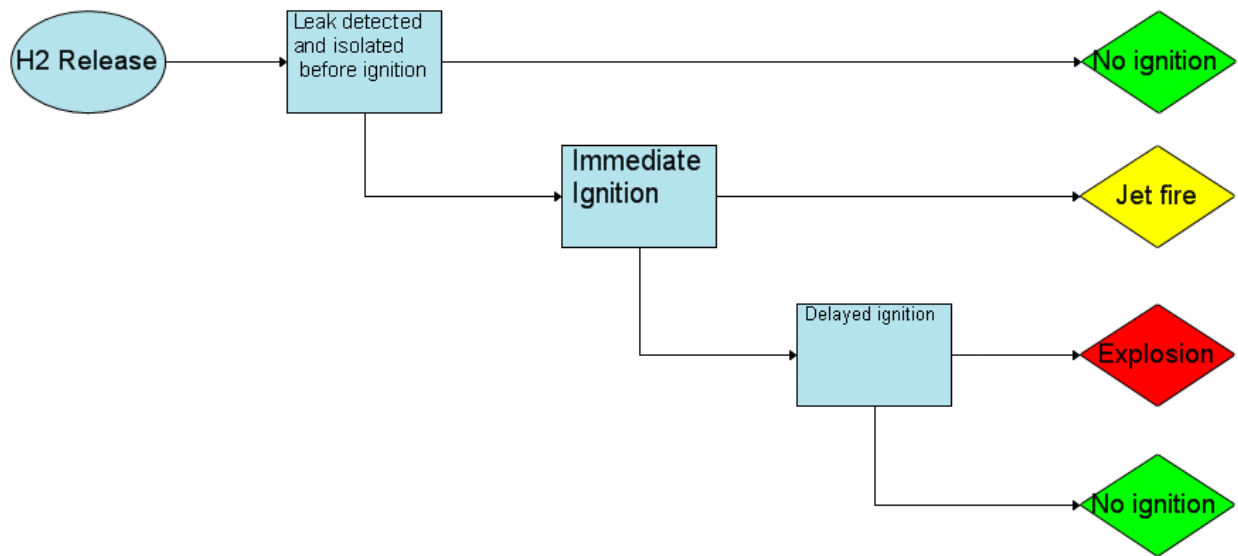 H2 Release
Leak detected
and isolated
before ignition
No ignition
Immediate
Ignition
Jet fire
Delayed ignition
Explosion
No ignition